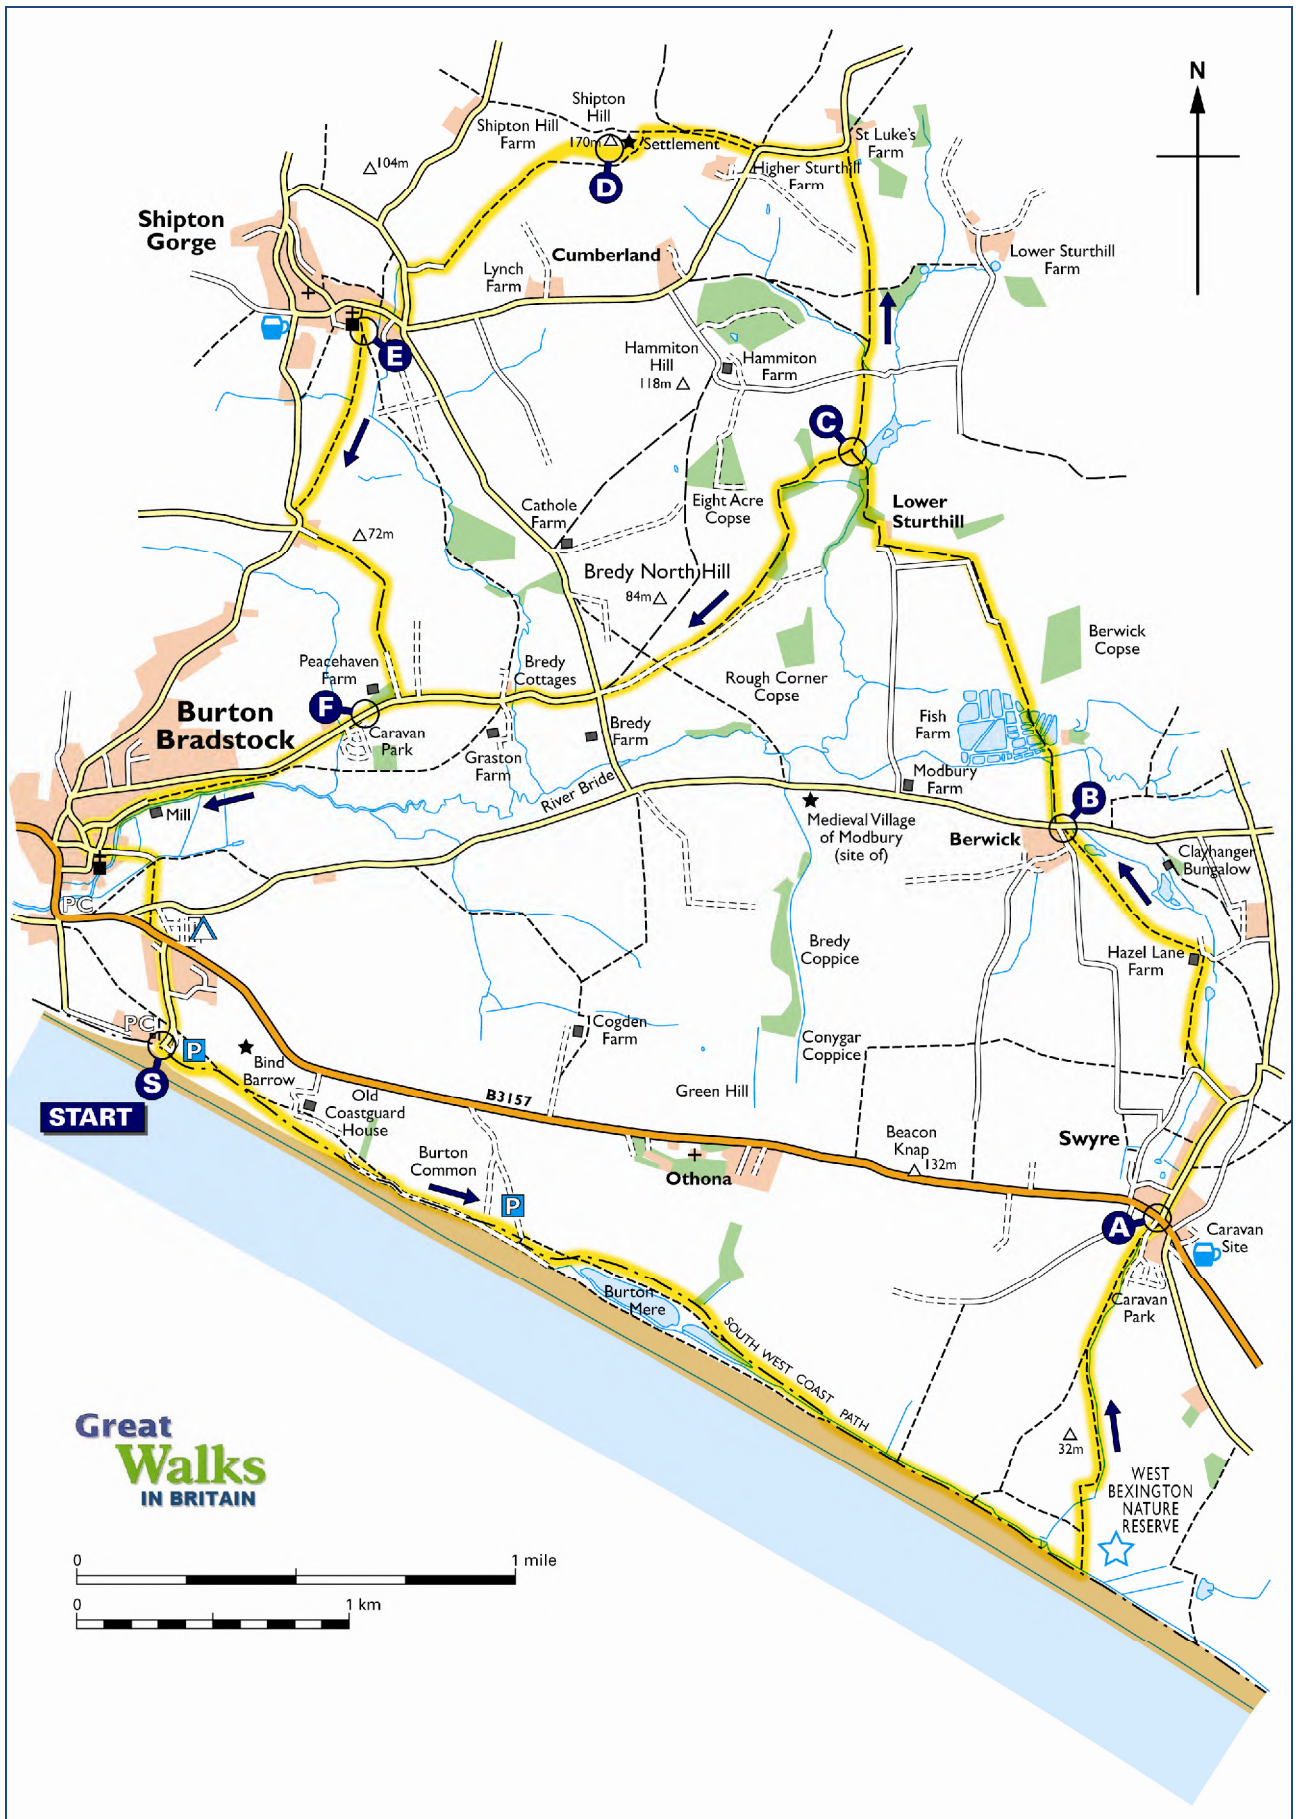 N
Shipton
Hill
Shipton Hill
Farm
170m
Settlement
St Luke's
Farm
104m
D
Higher Sturthill
Farm
Shipton
Gorge
Cumberland
Lower Sturthill
Farm
Lynch
Farm
E
Hammiton
Hill
118m
Hammiton
Farm
C
Eight Acre
Copse
Cathole
Farm
Lower
Sturthill
72m
Bredy North Hill
84m
Berwick
Copse
Peacehaven
Farm
Bredy
Cottages
Rough Corner
Copse
F
Burton
Bradstock
Caravan
Park
Graston
Farm
Bredy
Farm
Fish
Farm
River Bride
Modbury
Farm
B
Mill
Medieval Village
of Modbury
(site of)
Berwick
Clayhanger
Bungalow
PC
Bredy
Coppice
Hazel Lane
Farm
PC
P
Cogden
Farm
Conygar
Coppice
Bind
Barrow
S
START
Old
Coastguard
House
B3157
Green Hill
Burton
Common
Beacon
Knap
132m
Swyre
Othona
P
A
Caravan
Site
Burton
Mere
Caravan
Park
SOUTH WEST COAST PATH
32m
WEST
BEXINGTON
NATURE
RESERVE
Great
Walks
IN BRITAIN
0
1 mile
0
1 km